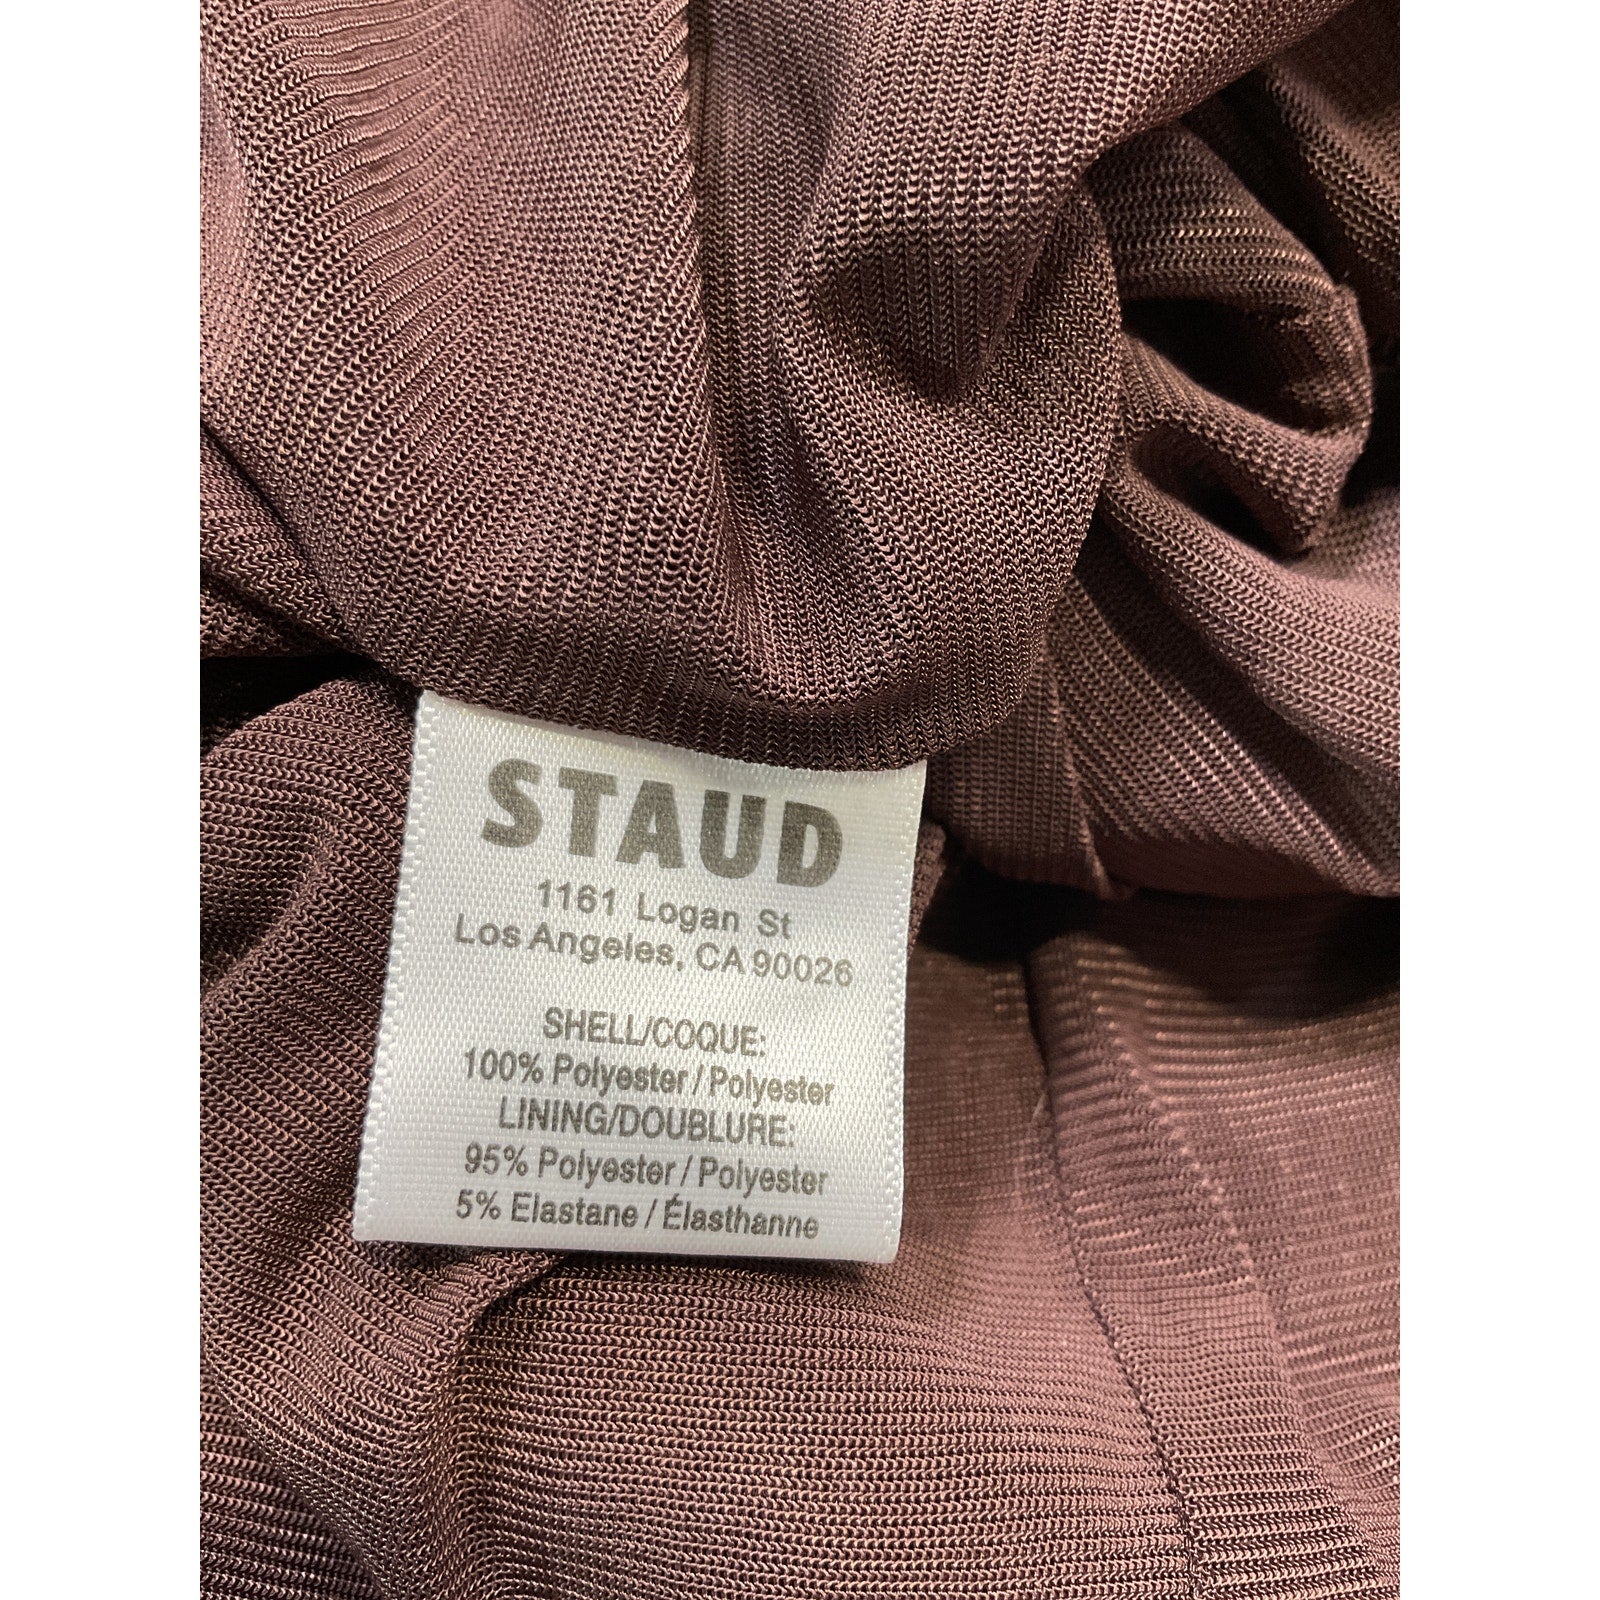 STAUD
1161 Logan St
Los Angeles, CA 90026
SHELL/COQUE:
100% Polyester / Polyester
LINING/DOUBLURE:
95% Polyester / Polyester
5% Elastane / Élasthanne